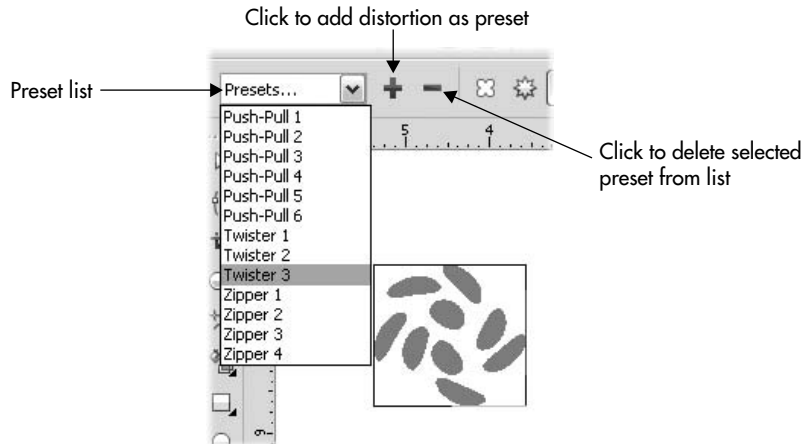 Click to add distortion as preset
Preset list
Presets...
Click to delete selected
preset from list
Push-Pull 1
Push-Pull 2
Push-Pull 3
Push-Pull 4
Push-Pull 5
Push-Pull 6
Twister 1
Twister 2
Twister 3
Zipper 1
Zipper 2
Zipper 3
Zipper 4
5
4
6